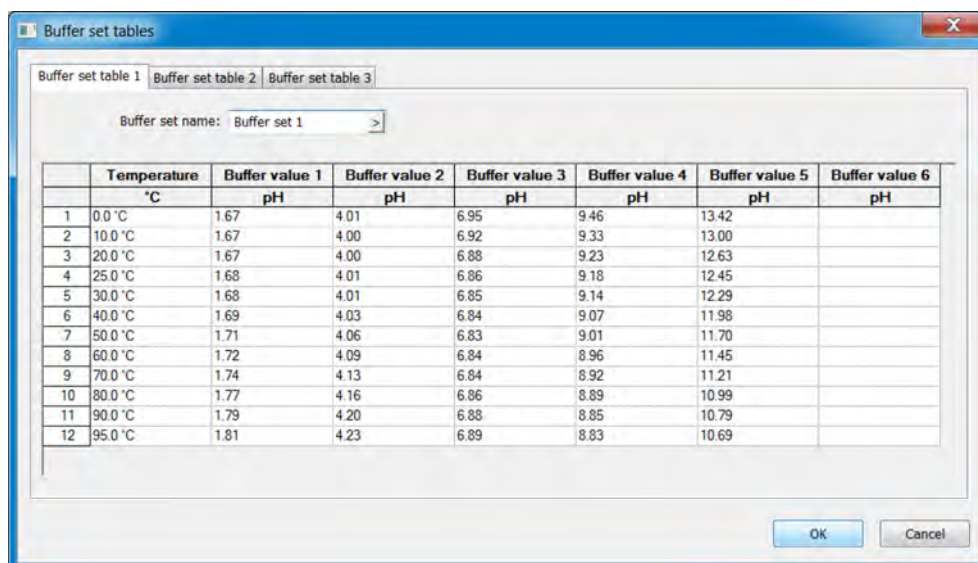 Buffer set tables
Buffer set table 1 Buffer set table 2 Buffer set table 3
Buffer set name: Buffer set 1 >
Temperature Buffer value 1 Buffer value 2 Buffer value 3 Buffer value 4 Buffer value 5 Buffer value 6
°C pH pH pH pH pH pH
1 0.0 °C 1.67 4.01 6.95 9.46 13.42
2 10.0 °C 1.67 4.00 6.92 9.33 13.00
3 20.0 °C 1.67 4.00 6.88 9.23 12.63
4 25.0 °C 1.68 4.01 6.86 9.18 12.45
5 30.0 °C 1.68 4.01 6.85 9.14 12.29
6 40.0 °C 1.69 4.03 6.84 9.07 11.98
7 50.0 °C 1.71 4.06 6.83 9.01 11.70
8 60.0 °C 1.72 4.09 6.84 8.96 11.45
9 70.0 °C 1.74 4.13 6.84 8.92 11.21
10 80.0 °C 1.77 4.16 6.86 8.89 10.99
11 90.0 °C 1.79 4.20 6.88 8.85 10.79
12 95.0 °C 1.81 4.23 6.89 8.83 10.69
OK Cancel